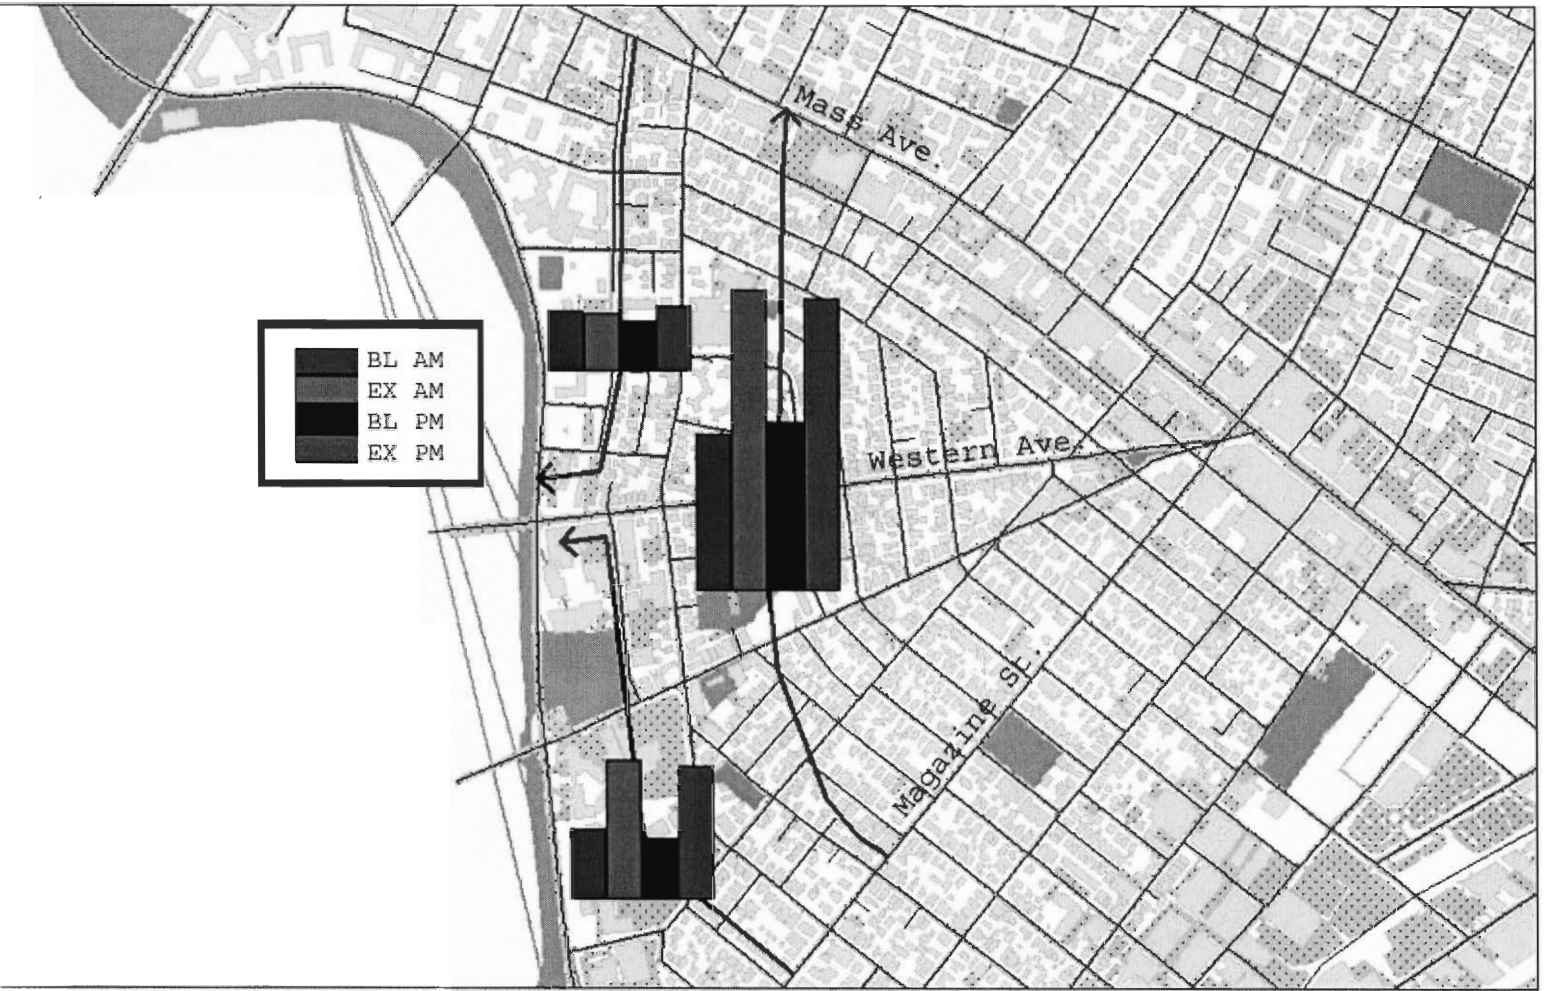 Mass Ave.
BL AM
EX AM
BL PM
EX PM
Western Ave.
Magazine St.